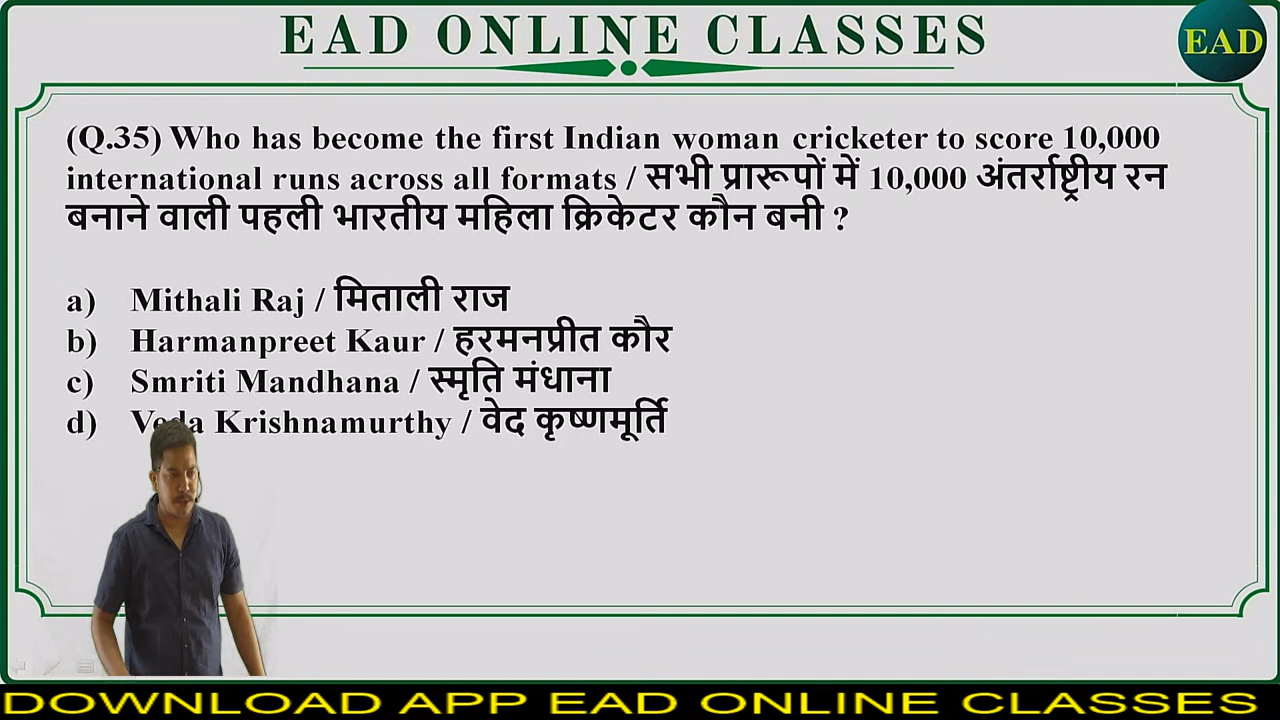 EAD ONLINE CLASSES
EAD
(Q.35) Who has become the first Indian woman cricketer to score 10,000
international runs across all formats / सभी प्रारूपों में 10,000 अंतर्राष्ट्रीय रन
बनाने वाली पहली भारतीय महिला क्रिकेटर कौन बनी ?
a) Mithali Raj / मिताली राज
b) Harmanpreet Kaur / हरमनप्रीत कौर
c) Smriti Mandhana / स्मृति मंधाना
d) Veda Krishnamurthy / वेद कृष्णमूर्ति
DOWNLOAD APP EAD ONLINE CLASSES